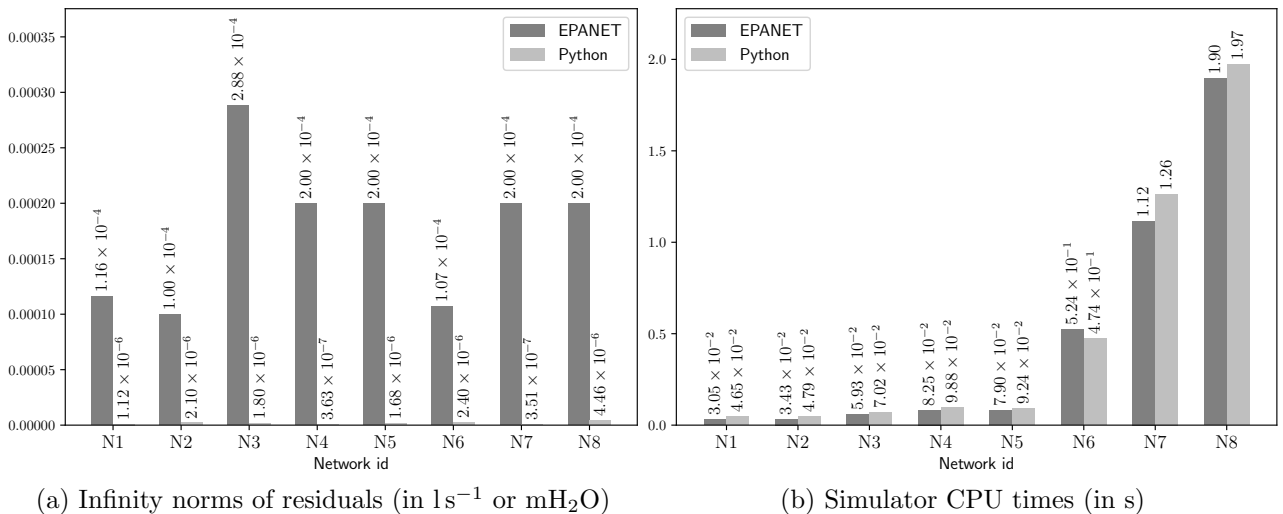 0.00035
0.00030
0.00025
0.00020
0.00015
0.00010
0.00005
0.00000
EPANET
Python
1.16 × 10⁻⁴
1.12 × 10⁻⁶
1.00 × 10⁻⁴
2.10 × 10⁻⁶
2.88 × 10⁻⁴
1.80 × 10⁻⁶
2.00 × 10⁻⁴
3.63 × 10⁻⁷
2.00 × 10⁻⁴
1.68 × 10⁻⁶
1.07 × 10⁻⁴
2.40 × 10⁻⁶
2.00 × 10⁻⁴
3.51 × 10⁻⁷
2.00 × 10⁻⁴
4.46 × 10⁻⁶
N1 N2 N3 N4 N5 N6 N7 N8
Network id
(a) Infinity norms of residuals (in l s⁻¹ or mH₂O)
2.0
1.5
1.0
0.5
0.0
EPANET
Python
3.05 × 10⁻²
4.65 × 10⁻²
3.43 × 10⁻²
4.79 × 10⁻²
5.93 × 10⁻²
7.02 × 10⁻²
8.25 × 10⁻²
9.88 × 10⁻²
7.90 × 10⁻²
9.24 × 10⁻²
5.24 × 10⁻¹
4.74 × 10⁻¹
1.12
1.26
1.90
1.97
N1 N2 N3 N4 N5 N6 N7 N8
Network id
(b) Simulator CPU times (in s)